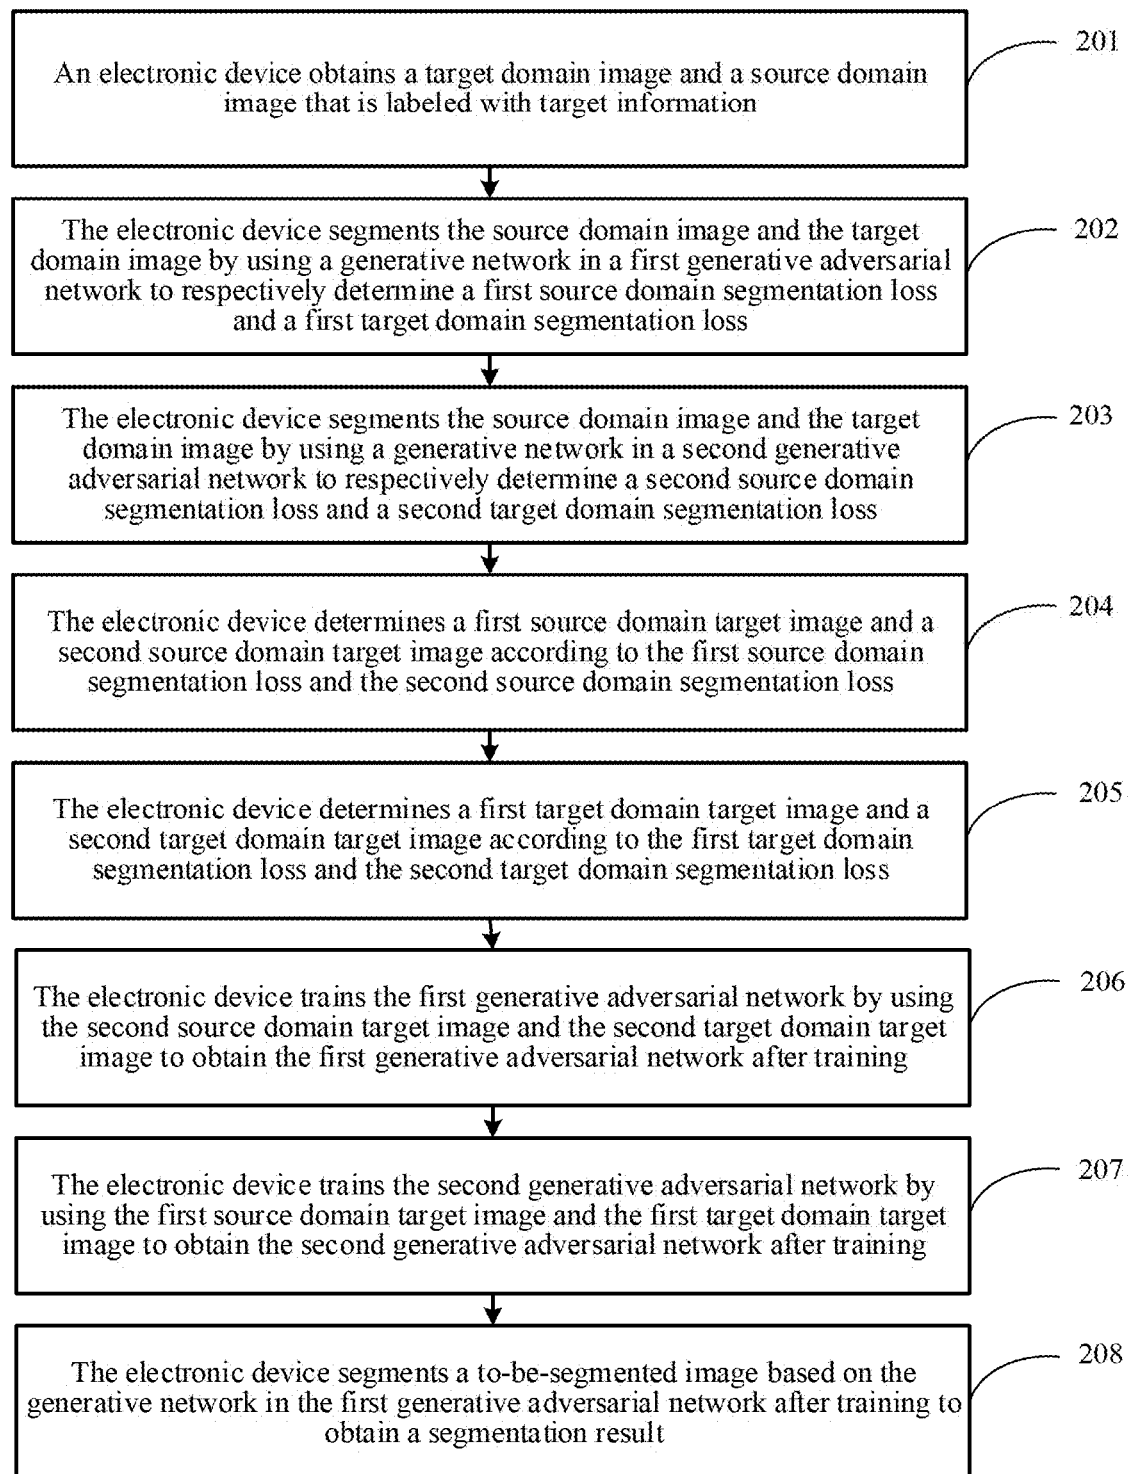 An electronic device obtains a target domain image and a source domain
image that is labeled with target information
201
The electronic device segments the source domain image and the target
domain image by using a generative network in a first generative adversarial
network to respectively determine a first source domain segmentation loss
and a first target domain segmentation loss
202
The electronic device segments the source domain image and the target
domain image by using a generative network in a second generative
adversarial network to respectively determine a second source domain
segmentation loss and a second target domain segmentation loss
203
The electronic device determines a first source domain target image and a
second source domain target image according to the first source domain
segmentation loss and the second source domain segmentation loss
204
The electronic device determines a first target domain target image and a
second target domain target image according to the first target domain
segmentation loss and the second target domain segmentation loss
205
The electronic device trains the first generative adversarial network by using
the second source domain target image and the second target domain target
image to obtain the first generative adversarial network after training
206
The electronic device trains the second generative adversarial network by
using the first source domain target image and the first target domain target
image to obtain the second generative adversarial network after training
207
The electronic device segments a to-be-segmented image based on the
generative network in the first generative adversarial network after training to
obtain a segmentation result
208